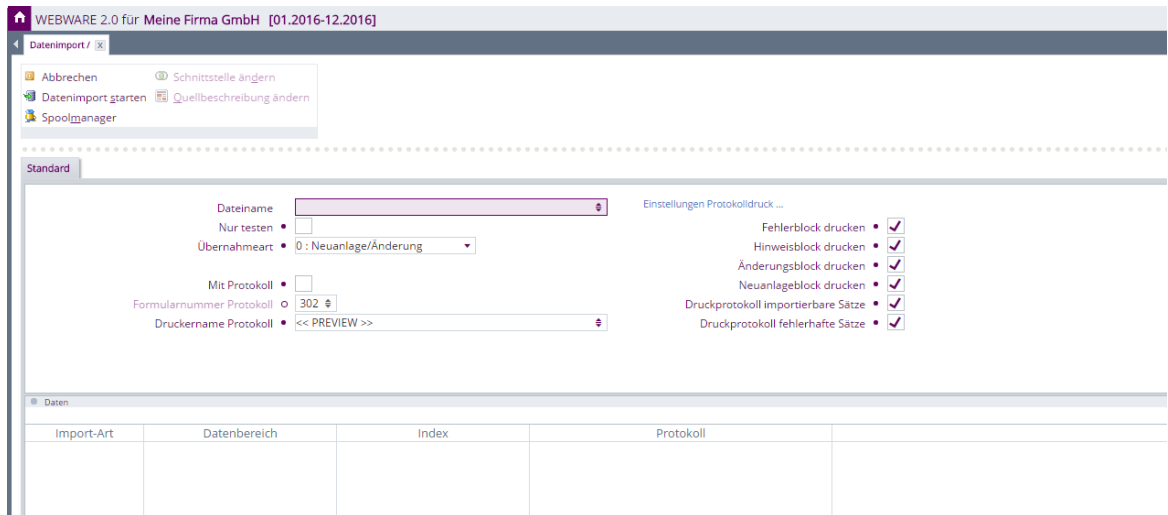 WEBWARE 2.0 für Meine Firma GmbH [01.2016-12.2016]
Datenimport / x
Abbrechen Schnittstelle ändern
Datenimport starten Quellbeschreibung ändern
Spoolmanager
Standard
Dateiname
Nur testen
Übernahmeart 0 : Neuanlage/Änderung
Mit Protokoll
Formularnummer Protokoll 302
Druckername Protokoll << PREVIEW >>
Einstellungen Protokolldruck ...
Fehlerblock drucken
Hinweisblock drucken
Änderungsblock drucken
Neuanlageblock drucken
Druckprotokoll importierbare Sätze
Druckprotokoll fehlerhafte Sätze
Daten
Import-Art Datenbereich Index Protokoll